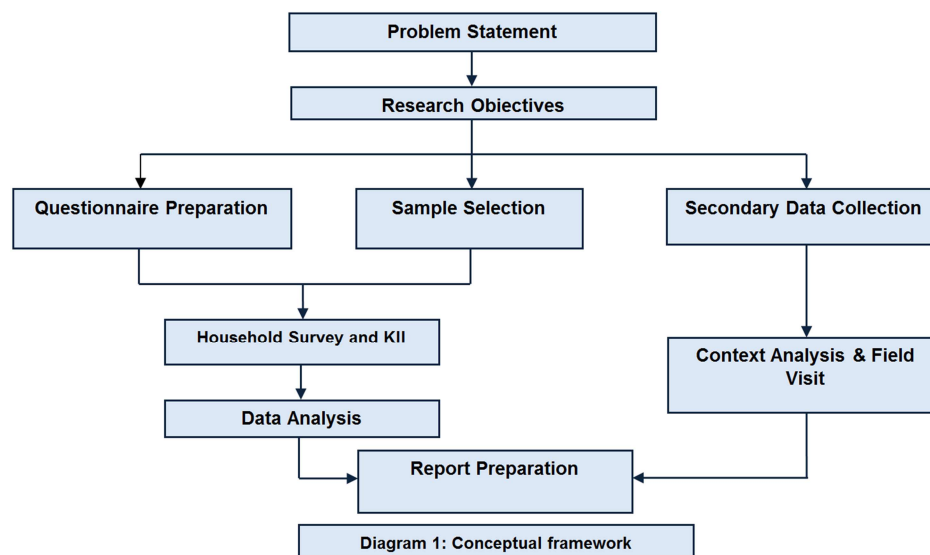 Problem Statement
Research Objectives
Questionnaire Preparation
Sample Selection
Secondary Data Collection
Household Survey and KII
Context Analysis & Field
Visit
Data Analysis
Report Preparation
Diagram 1: Conceptual framework